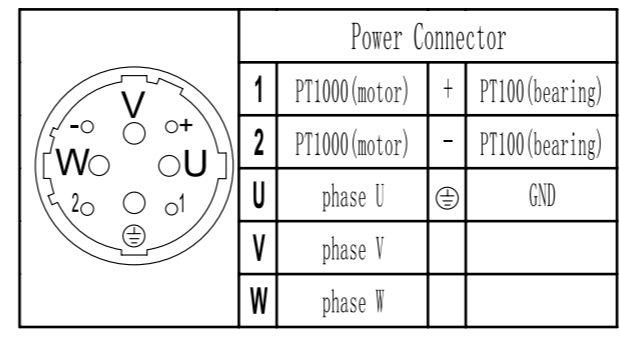 Power Connector
1 PT1000(motor) + PT100(bearing)
2 PT1000(motor) - PT100(bearing)
U phase U ⏚ GND
V phase V
W phase W
V
- +
W U
2 1
⏚